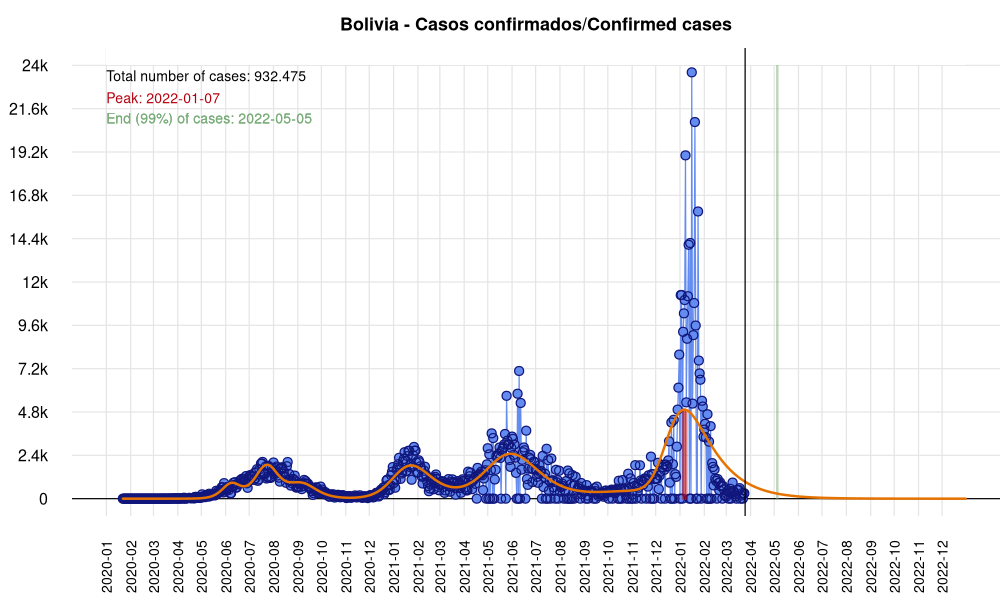 Bolivia - Casos confirmados/Confirmed cases
Total number of cases: 932.475
Peak: 2022-01-07
End (99%) of cases: 2022-05-05
24k
21.6k
19.2k
16.8k
14.4k
12k
9.6k
7.2k
4.8k
2.4k
0
2020-01
2020-02
2020-03
2020-04
2020-05
2020-06
2020-07
2020-08
2020-09
2020-10
2020-11
2020-12
2021-01
2021-02
2021-03
2021-04
2021-05
2021-06
2021-07
2021-08
2021-09
2021-10
2021-11
2021-12
2022-01
2022-02
2022-03
2022-04
2022-05
2022-06
2022-07
2022-08
2022-09
2022-10
2022-11
2022-12